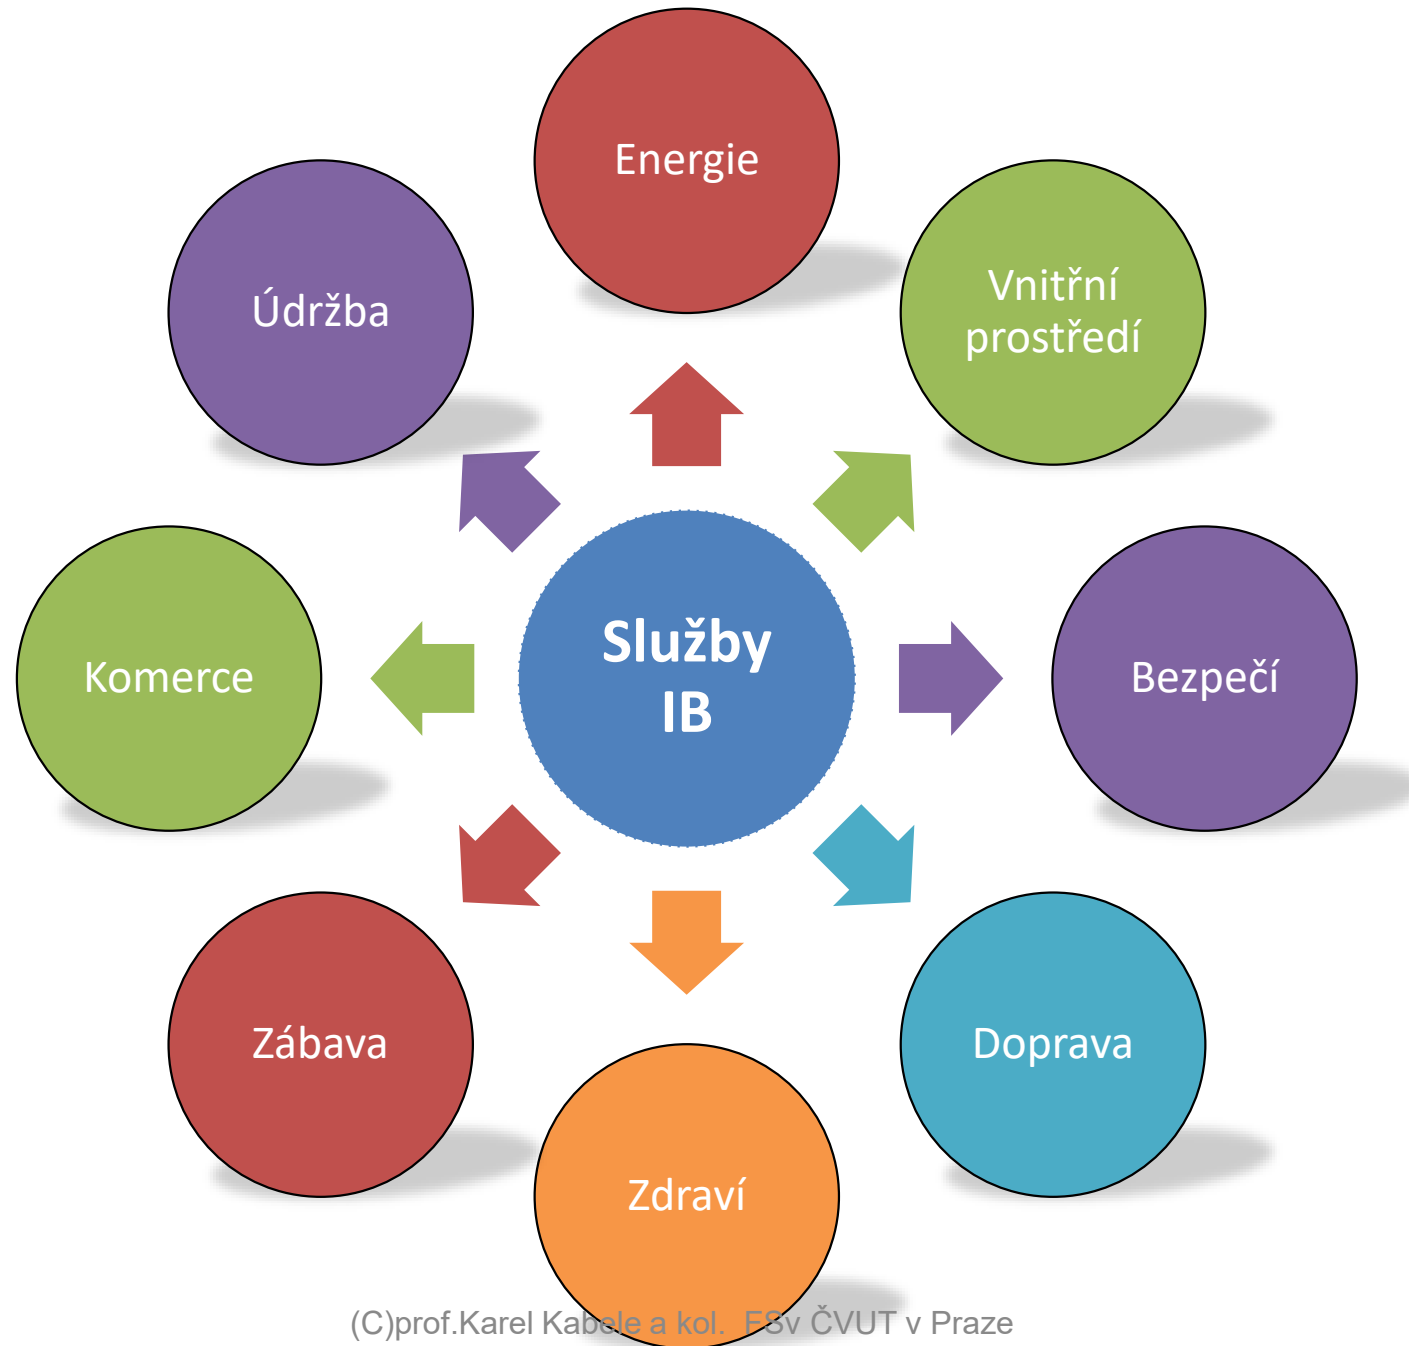 Energie
Vnitřní
prostředí
Bezpečí
Doprava
Zdraví
Zábava
Komerce
Údržba
Služby
IB
(C)prof.Karel Kabele a kol. FSv ČVUT v Praze